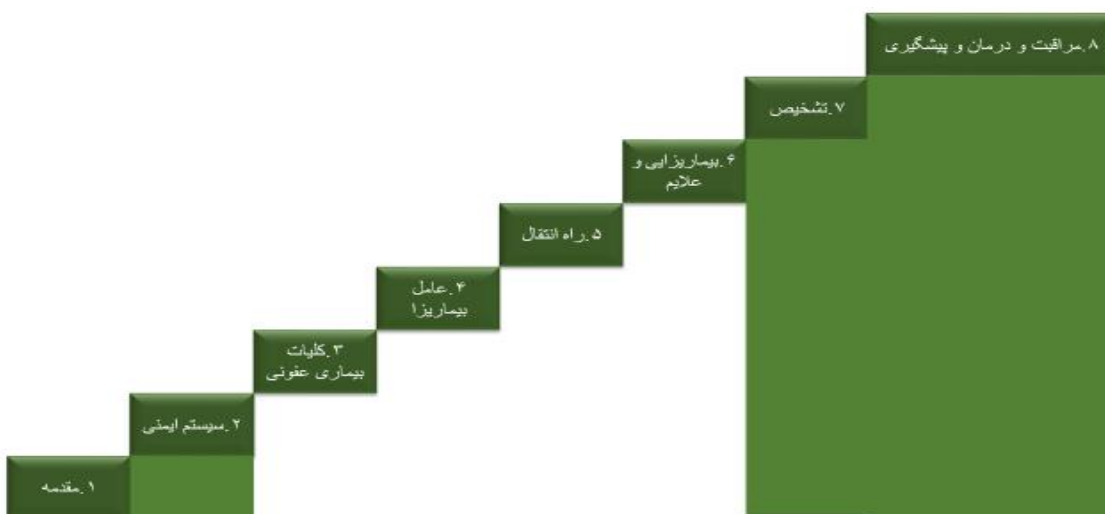 ۸.مراقبت و درمان و پیشگیری
۷.تشخیص
۶.بیماریزایی و
علایم
۵.راه انتقال
۴.عامل
بیماریزا
۳.کلیات
بیماری عفونی
۲.سیستم ایمنی
۱.مقدمه